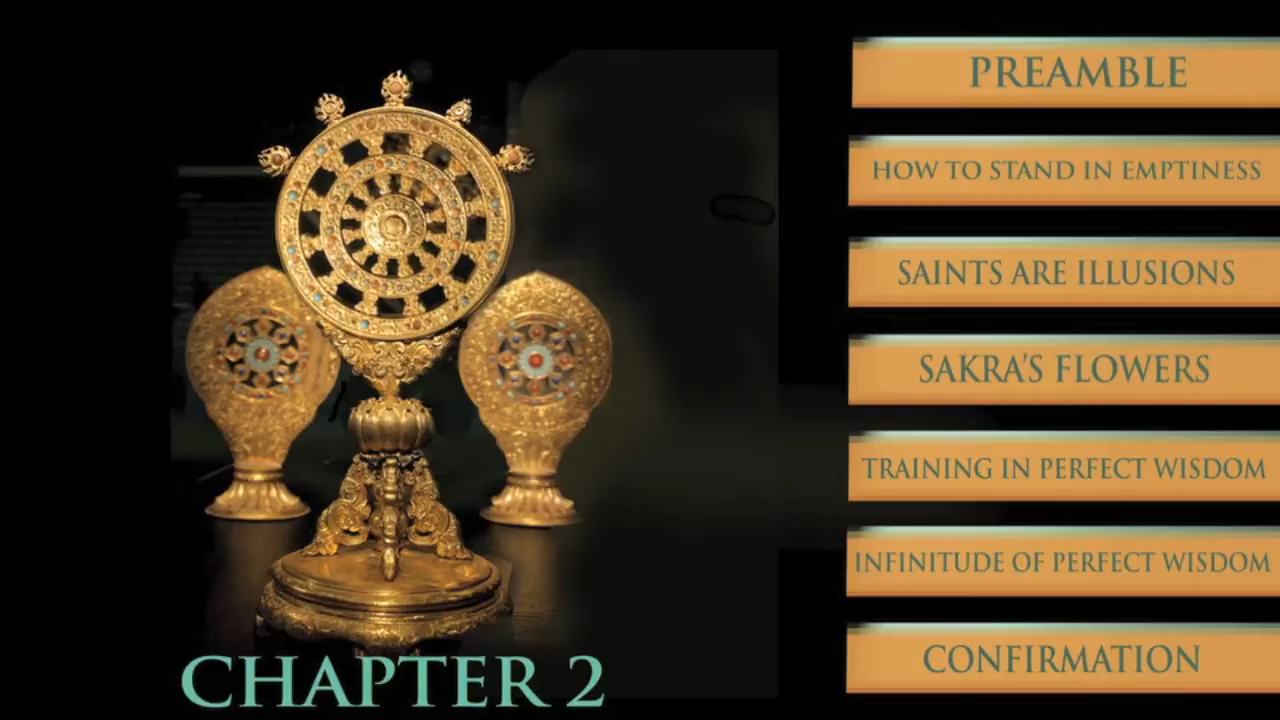 PREAMBLE
HOW TO STAND IN EMPTINESS
SAINTS ARE ILLUSIONS
SAKRA'S FLOWERS
TRAINING IN PERFECT WISDOM
INFINITUDE OF PERFECT WISDOM
CONFIRMATION
CHAPTER 2